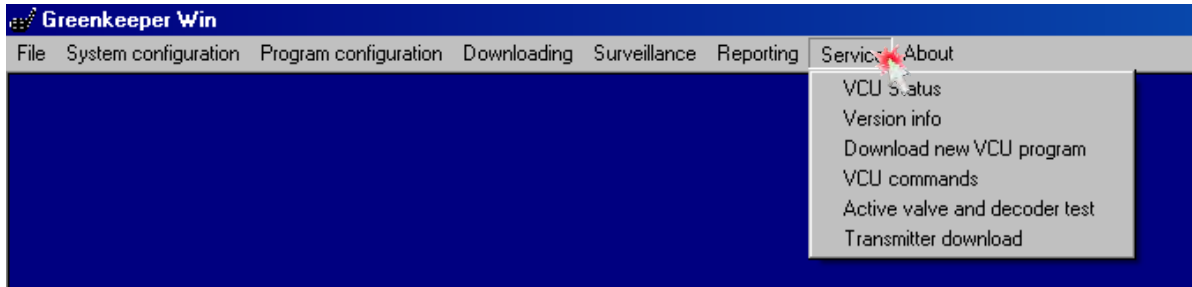 Greenkeeper Win
File System configuration Program configuration Downloading Surveillance Reporting Service About
VCU Status
Version info
Download new VCU program
VCU commands
Active valve and decoder test
Transmitter download